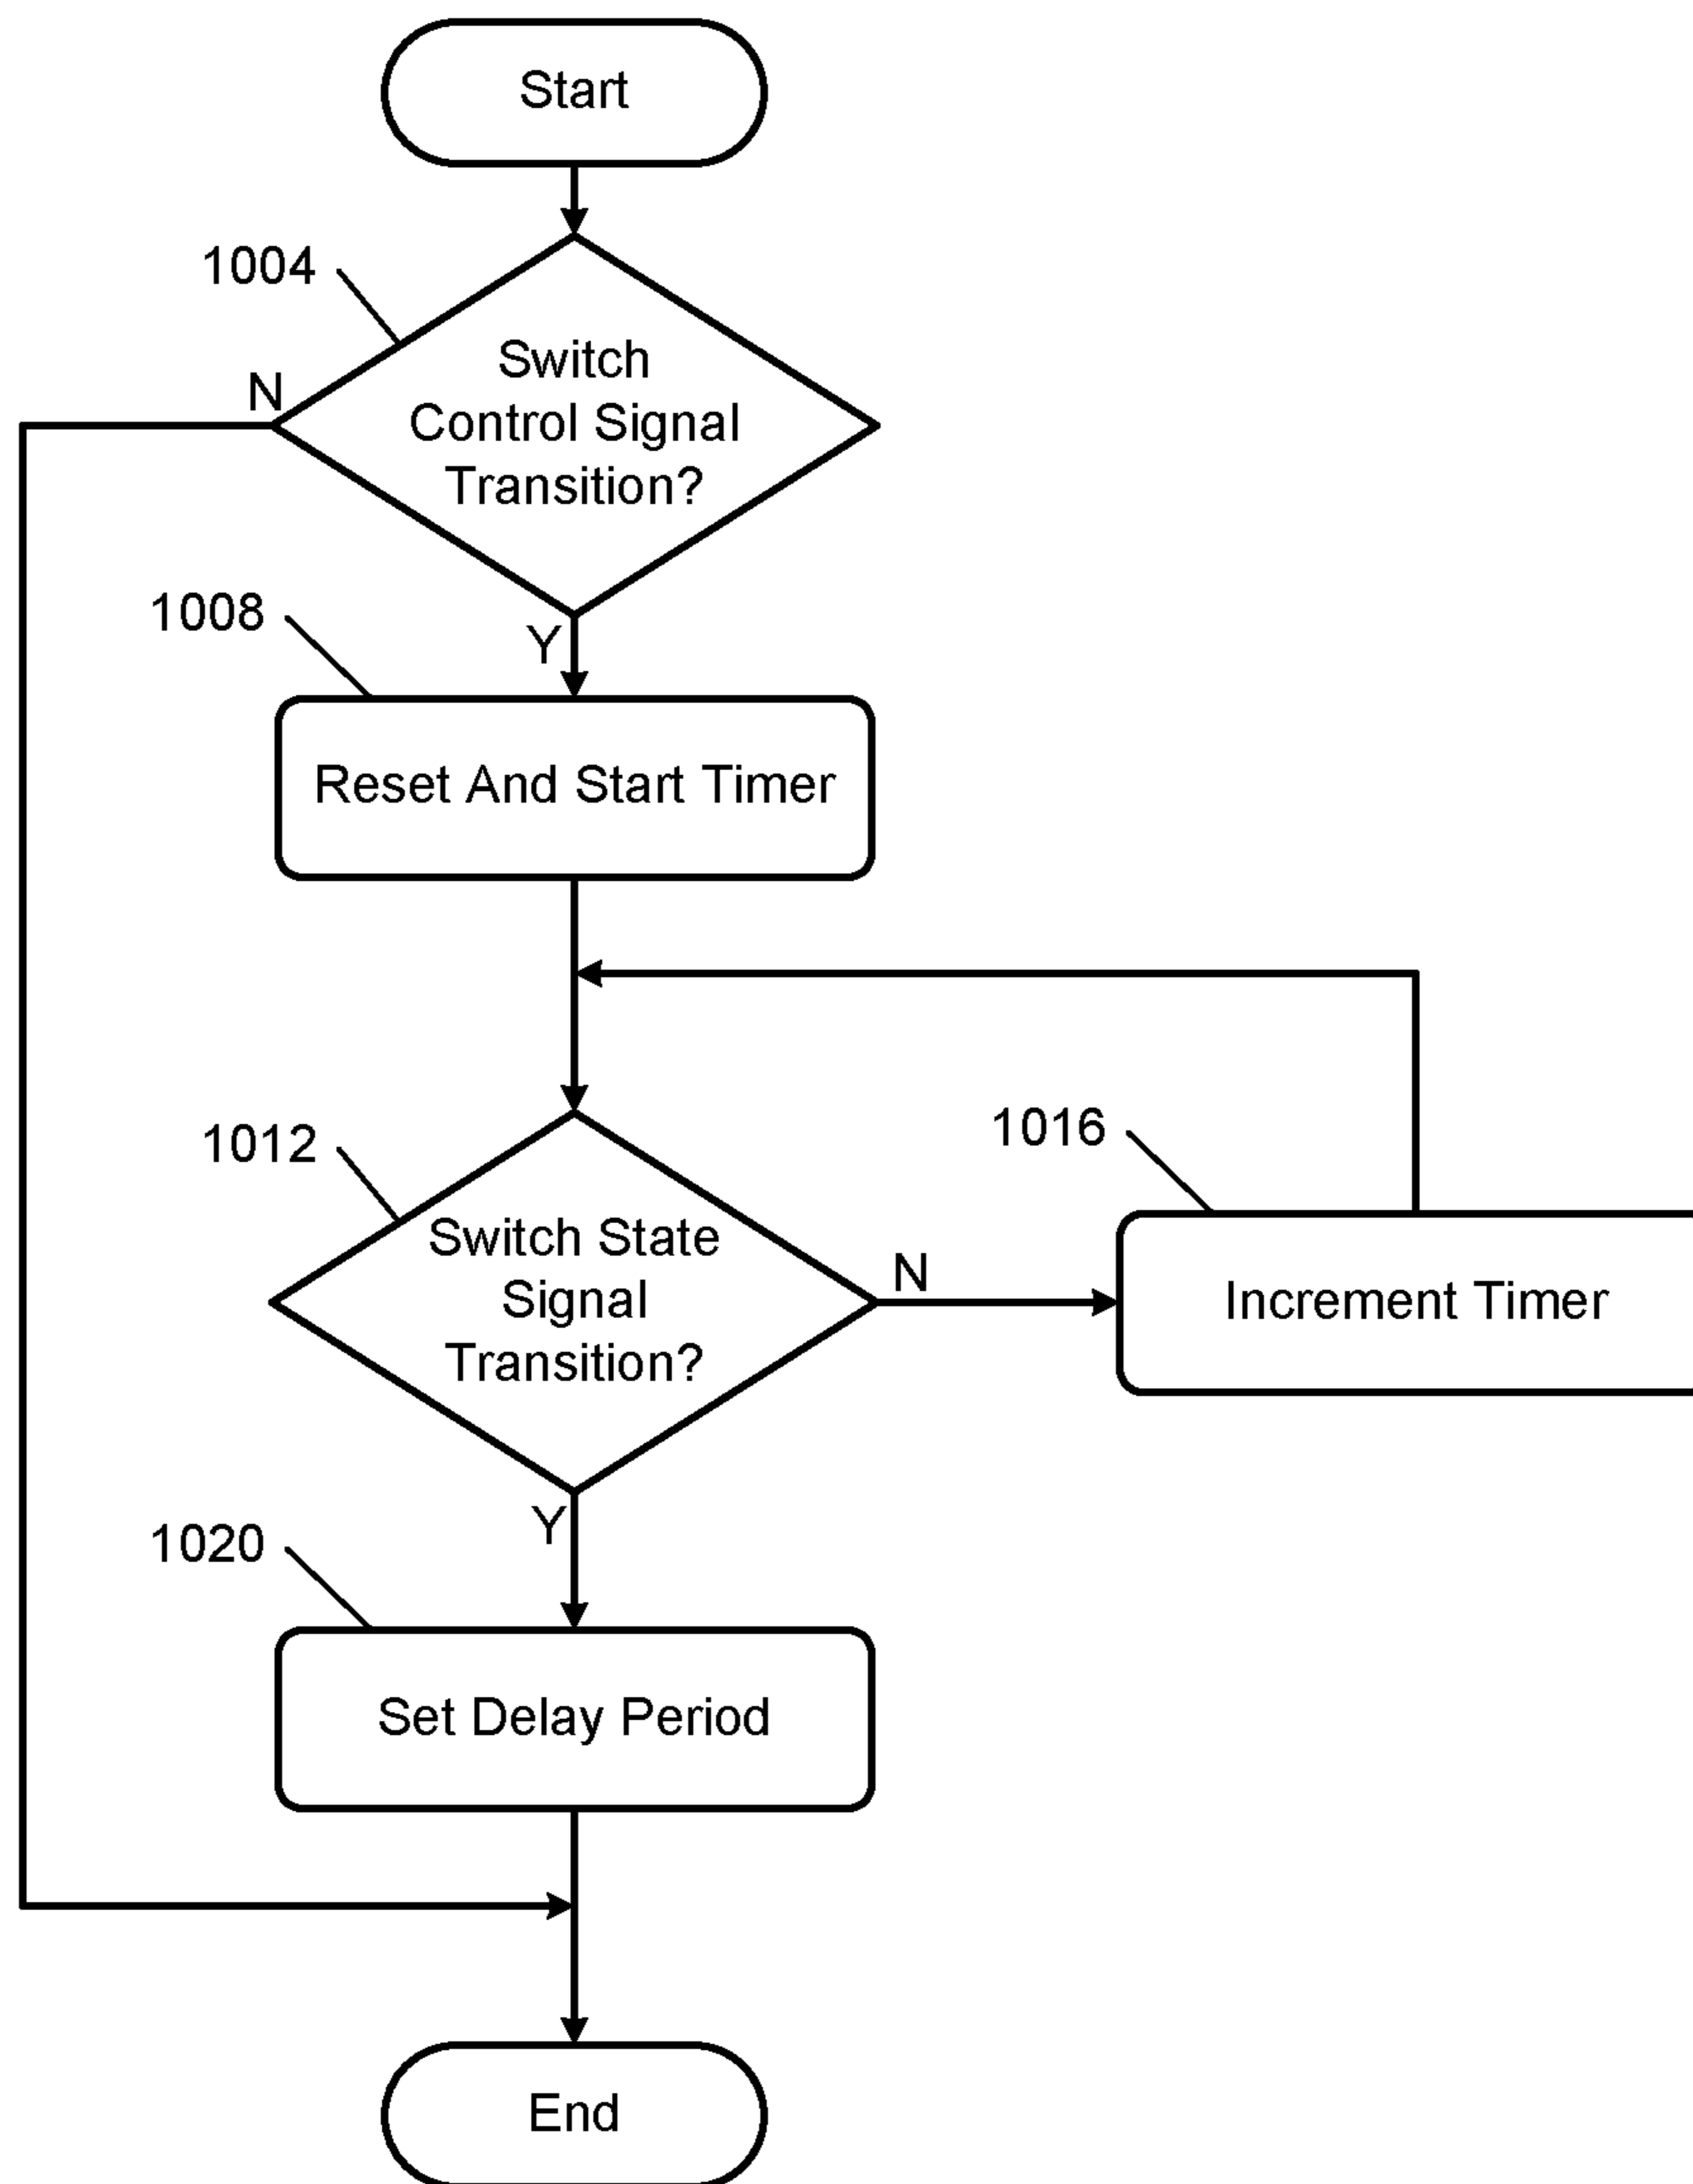 Start
1004
Switch
Control Signal
Transition?
N
Y
1008
Reset And Start Timer
1012
Switch State
Signal
Transition?
N
1016
Increment Timer
Y
1020
Set Delay Period
End